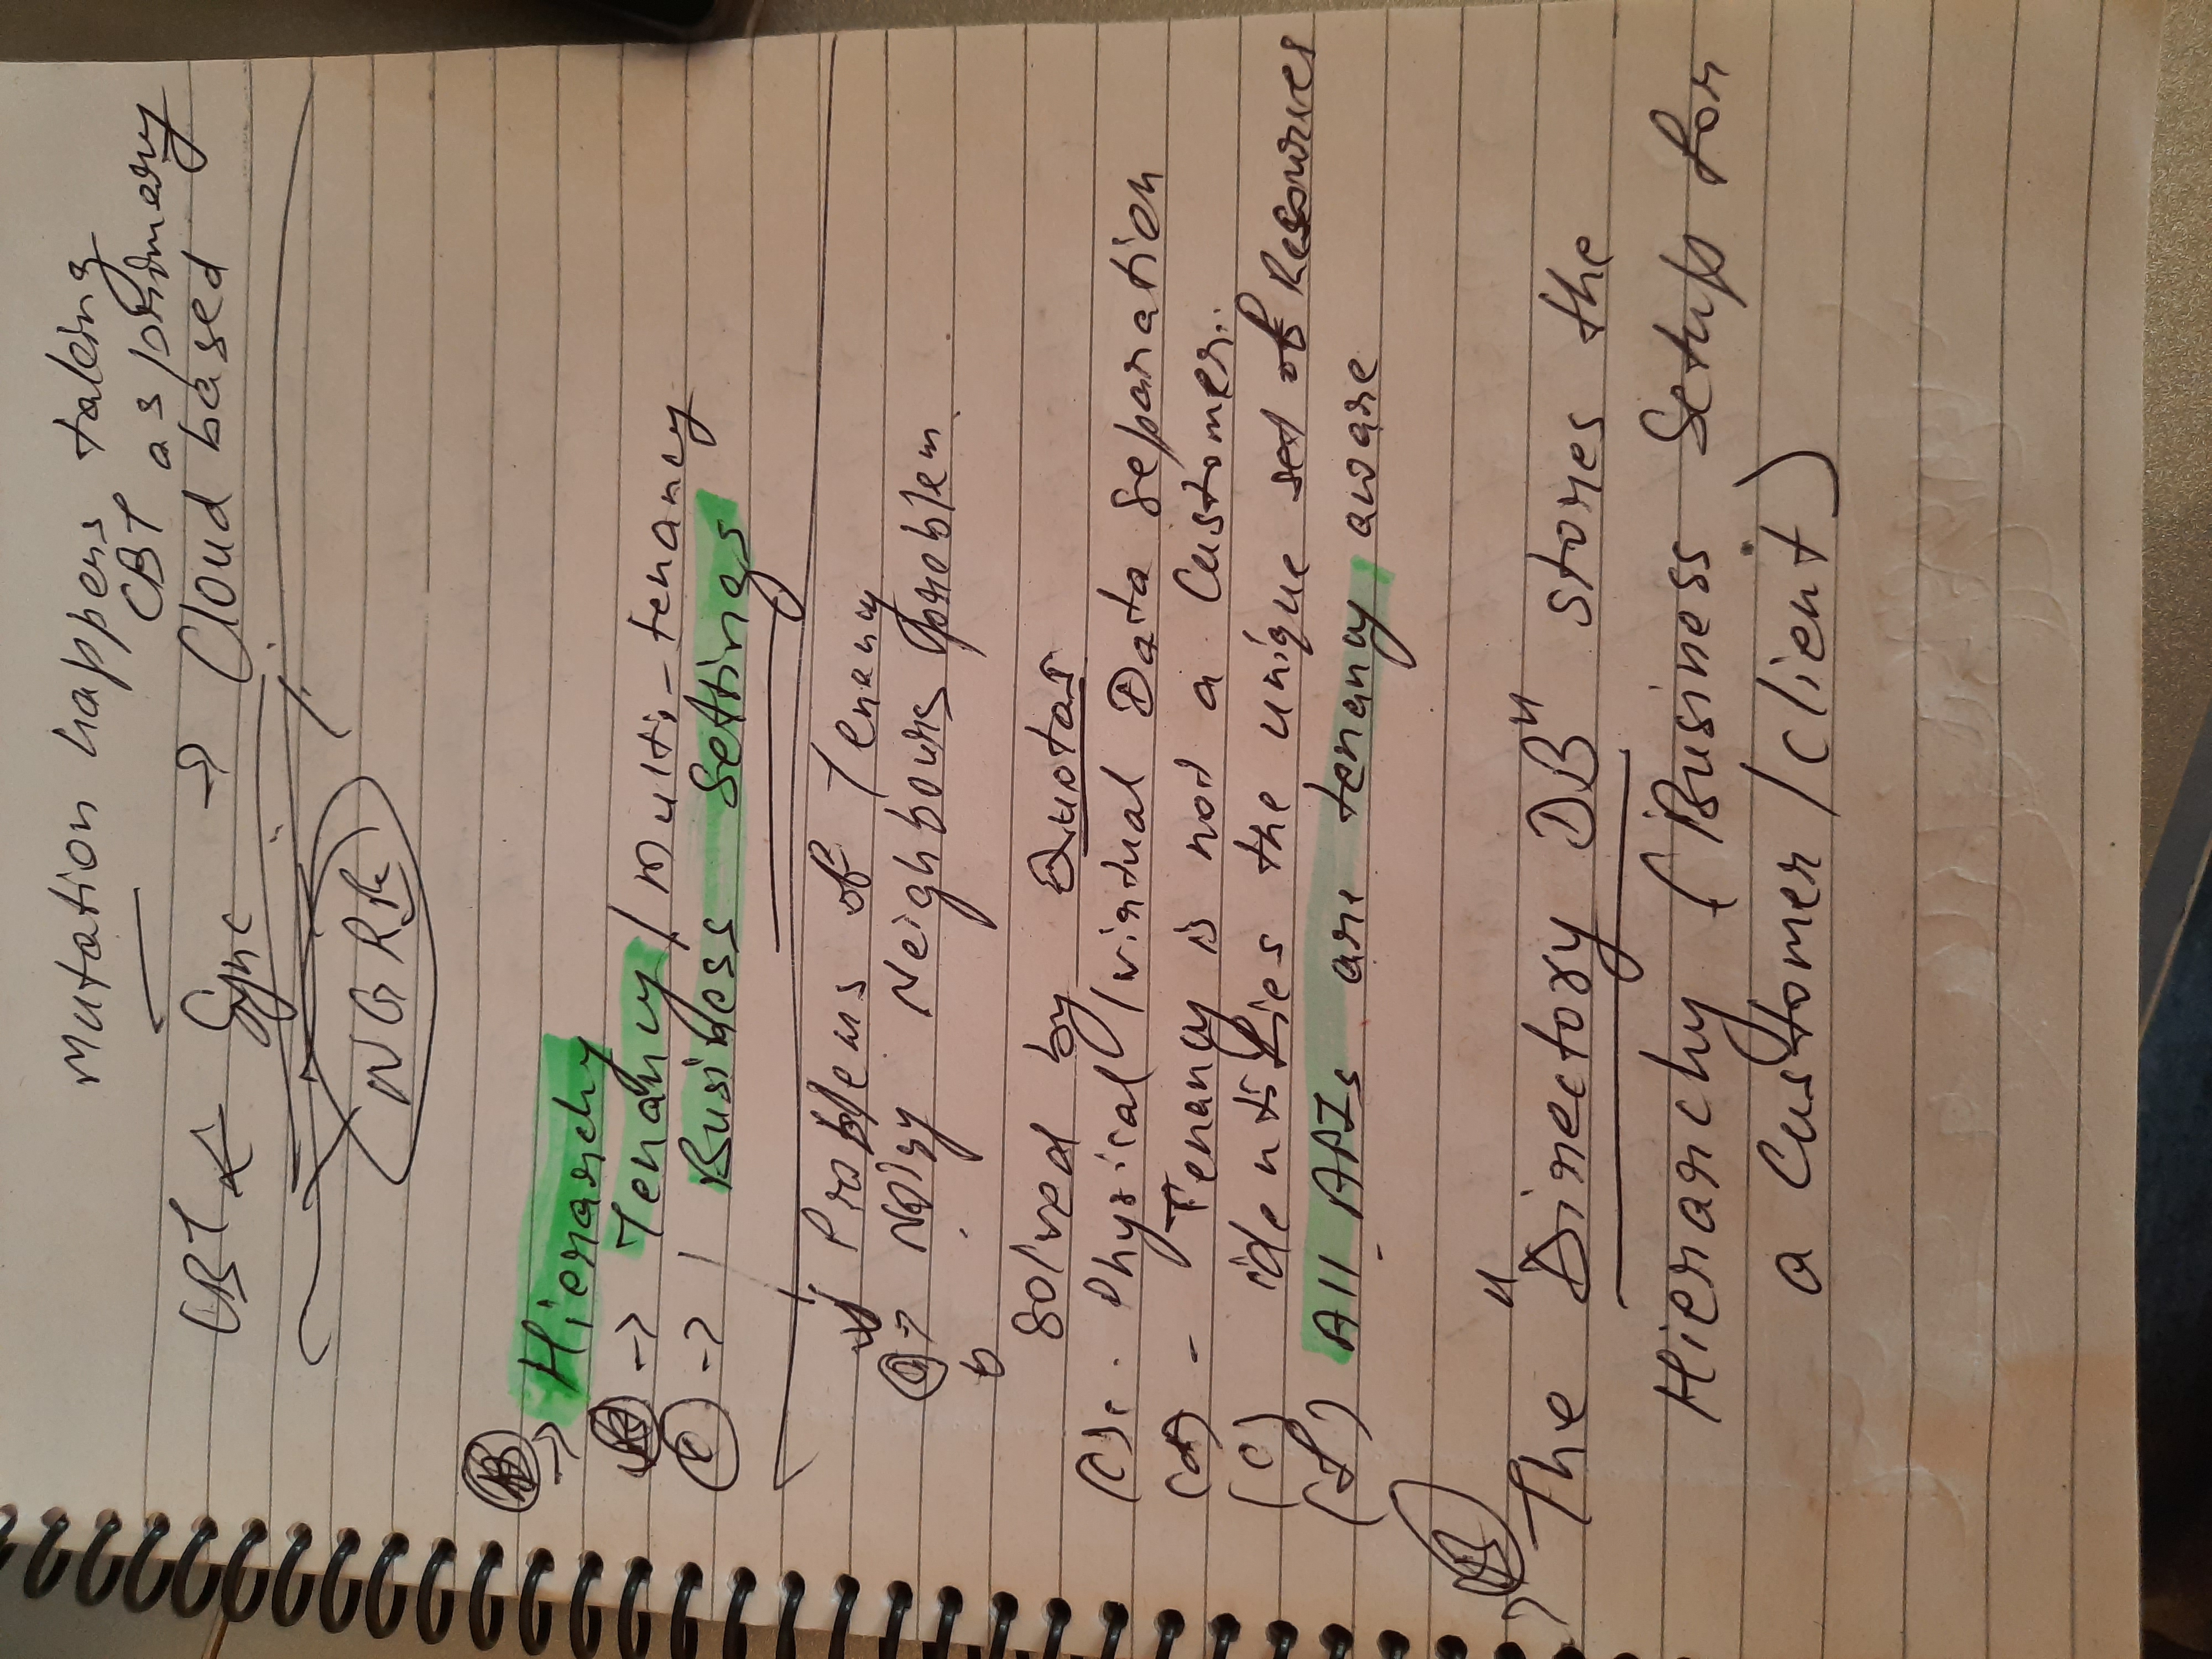 Mutation happens taking
CBT as primary
CBT ← Sync → Cloud based
NGRR
B
→ Hierarchy
→ Tenancy / Multi-tenancy
C → Business Settings
Problems of Tenancy
a → Noisy Neighbours problem
b
Solved by Quotas
(c). Physical / virtual Data Separation
(d) - Tenancy is not a Customer..
(e) identifies the unique set of Resources
(f) All APIs are tenancy aware
B
→ The "Directory DB" stores the
Hierarchy (Business Setup for
a Customer / client)